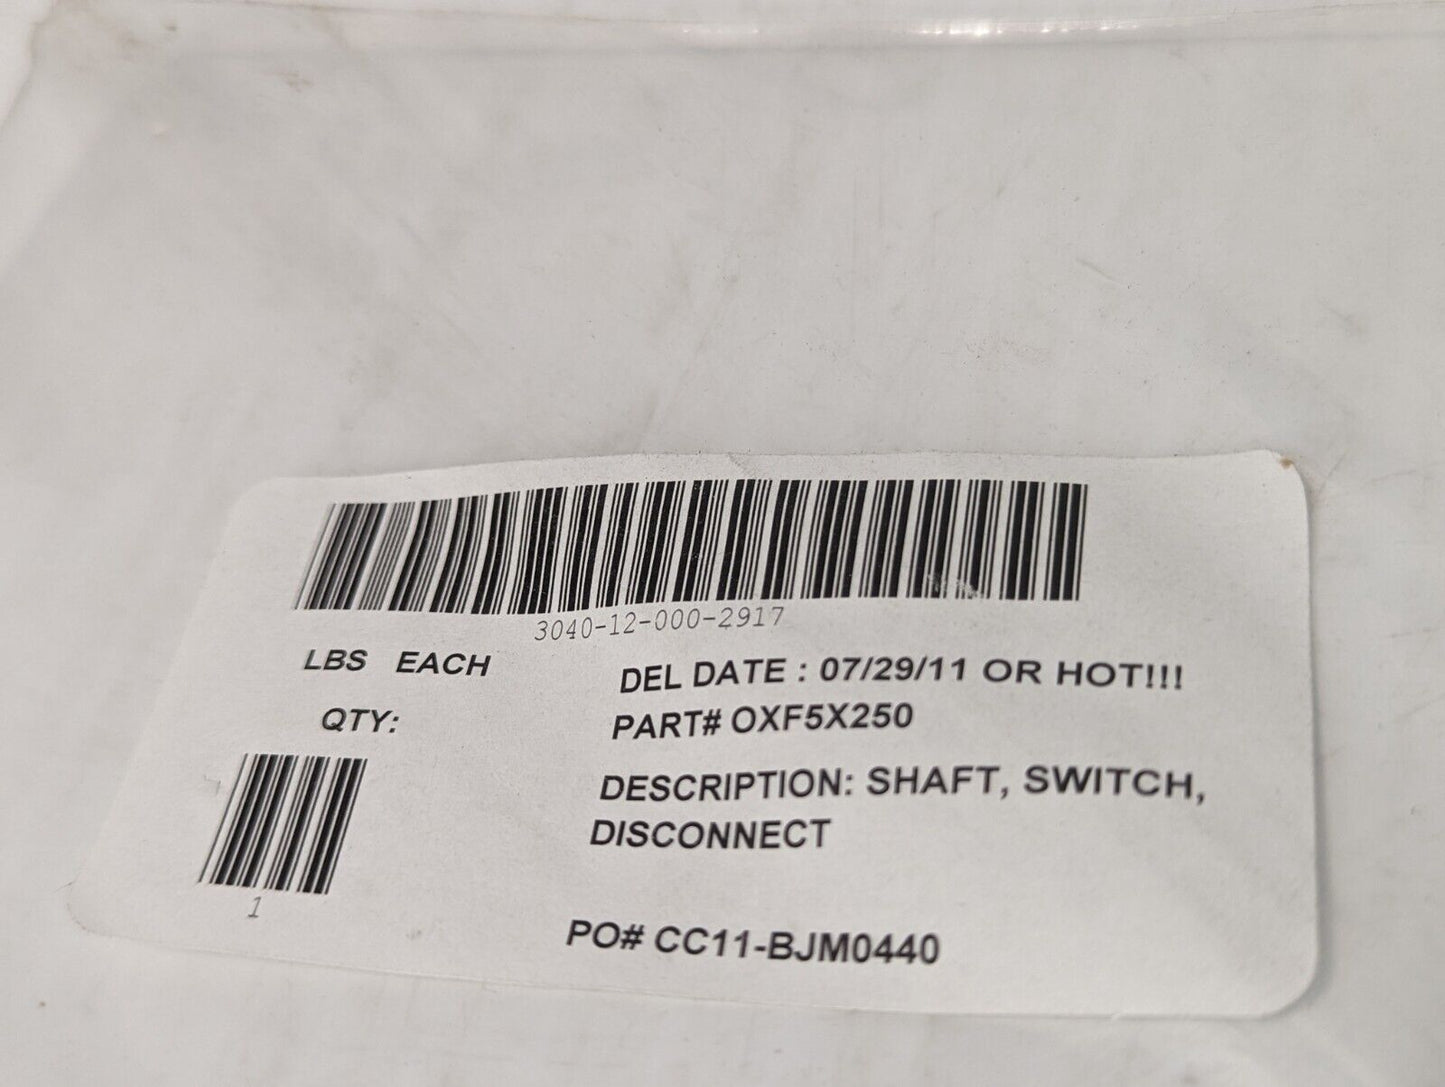 3040-12-000-2917
LBS EACH
DEL DATE : 07/29/11 OR HOT!!!
QTY:
PART# OXF5X250
DESCRIPTION: SHAFT, SWITCH,
DISCONNECT
1
PO# CC11-BJM0440